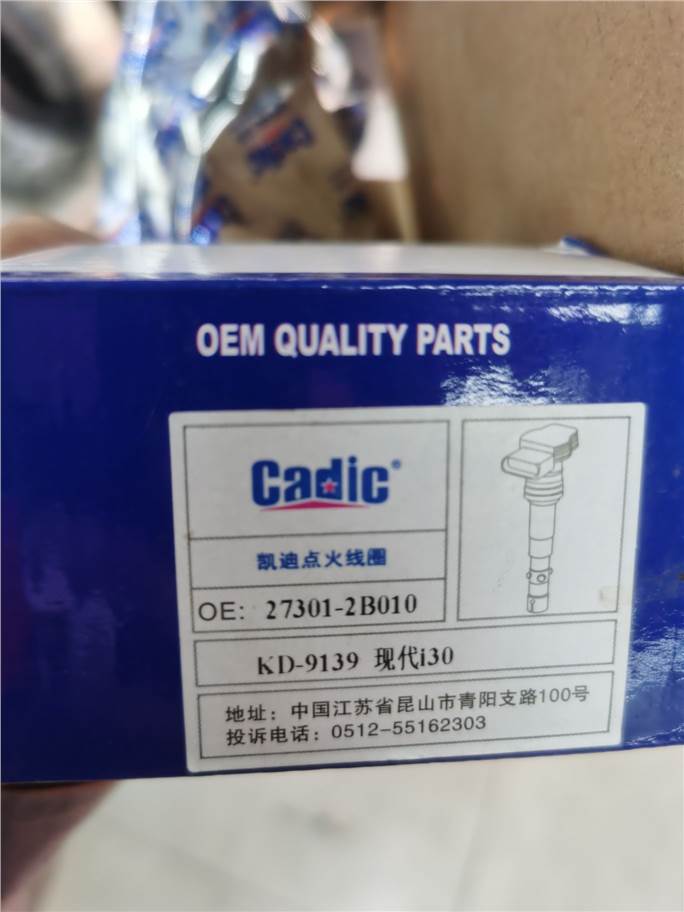 OEM QUALITY PARTS
Cadic®
凯迪点火线圈
OE: 27301-2B010
KD-9139 现代i30
地址：中国江苏省昆山市青阳支路100号
投诉电话：0512-55162303